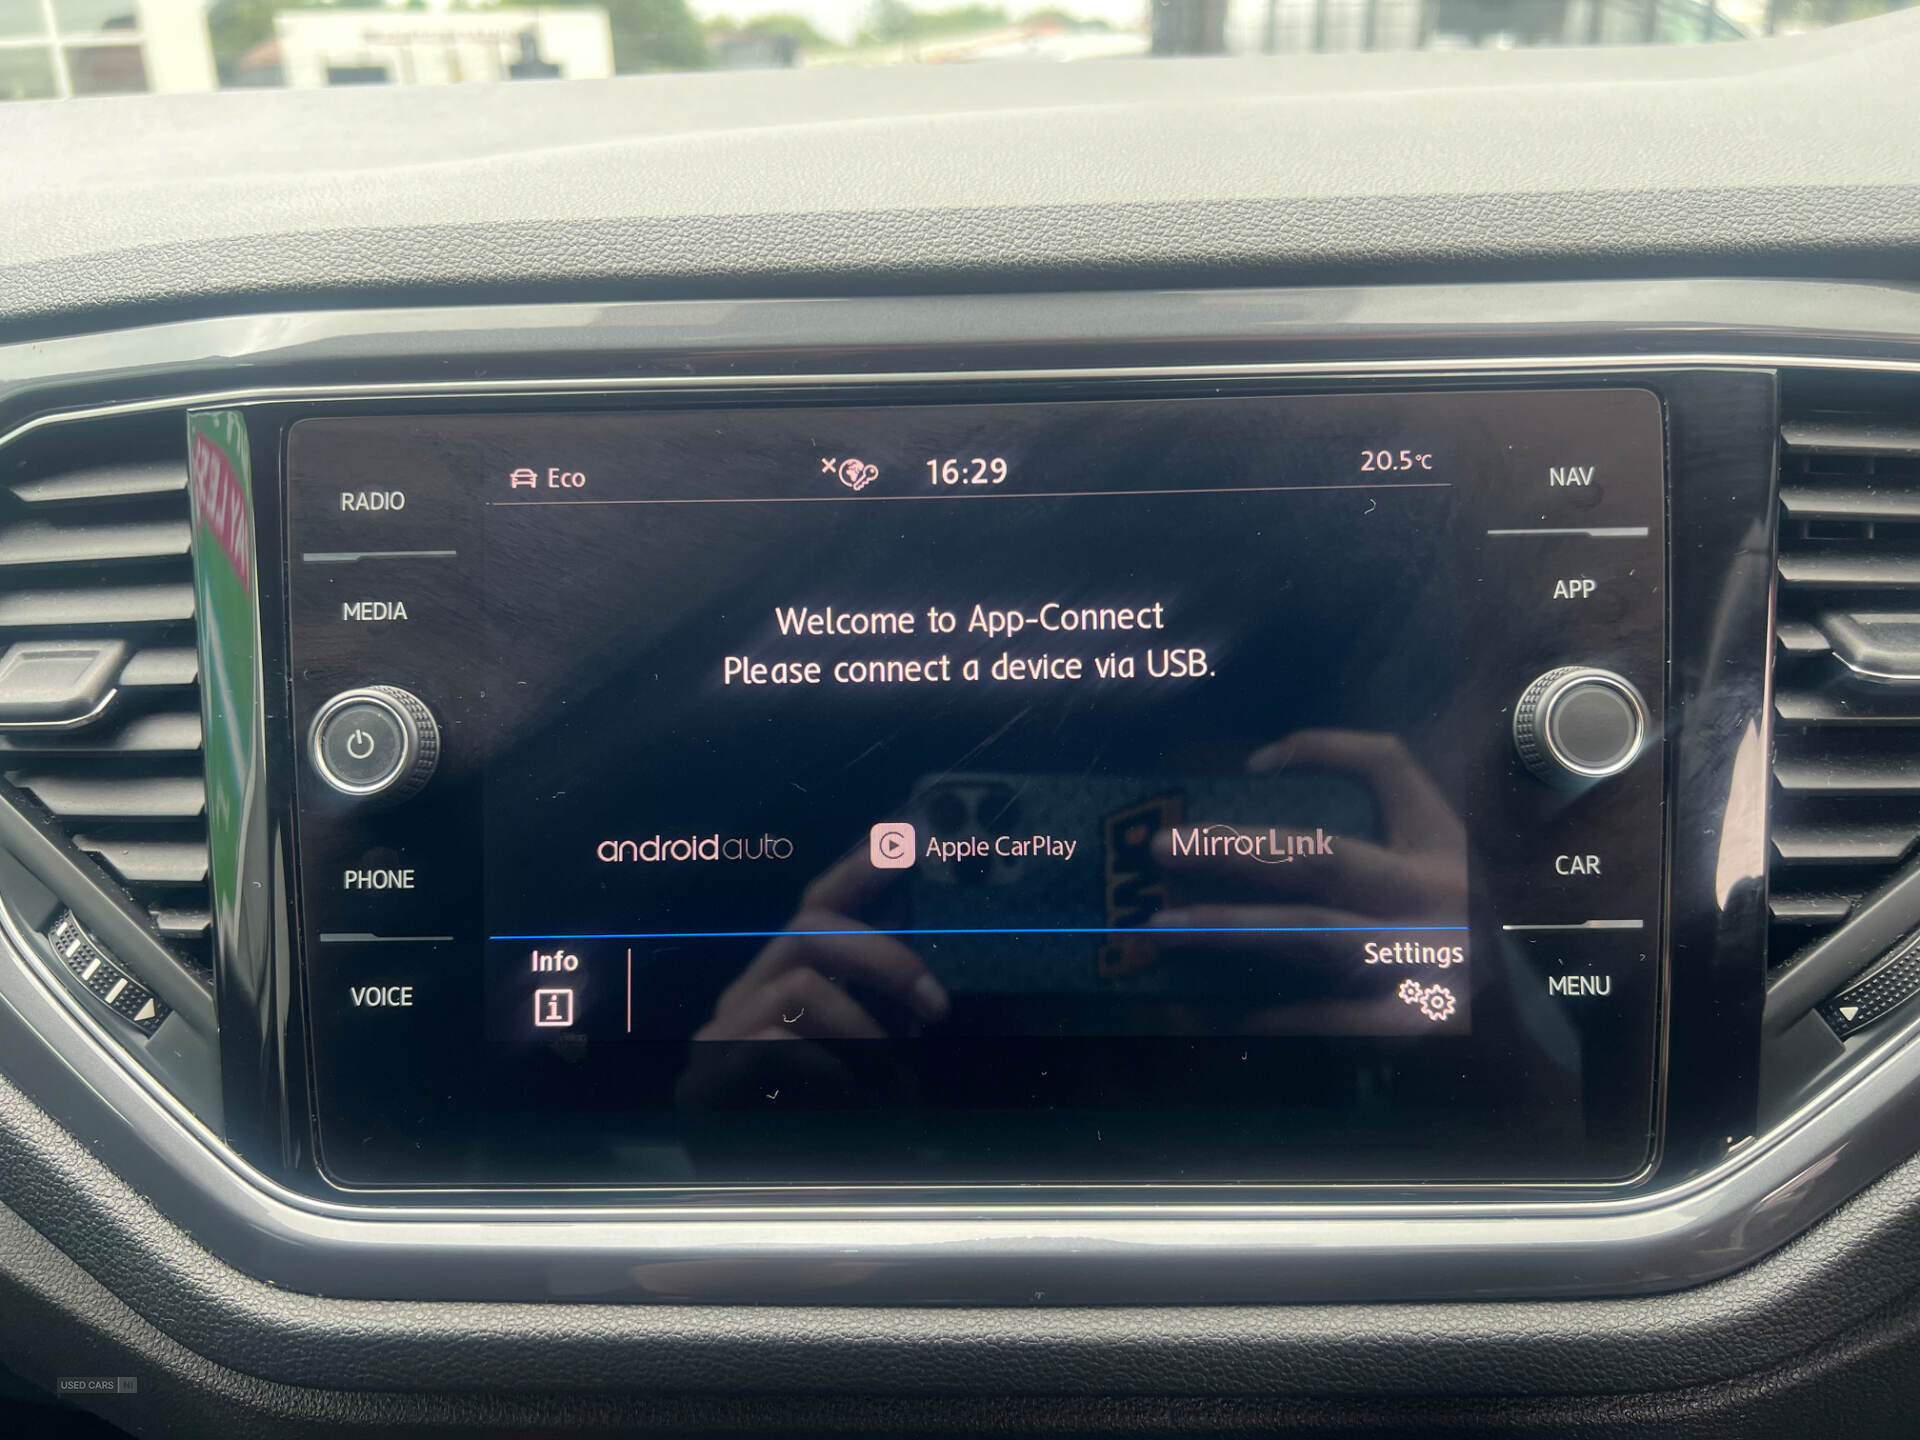 Eco
16:29
20.5°C
RADIO
MEDIA
PHONE
VOICE
NAV
APP
CAR
MENU
Welcome to App-Connect
Please connect a device via USB.
androidauto
Apple CarPlay
MirrorLink
Info
i
Settings
USED CARS NI